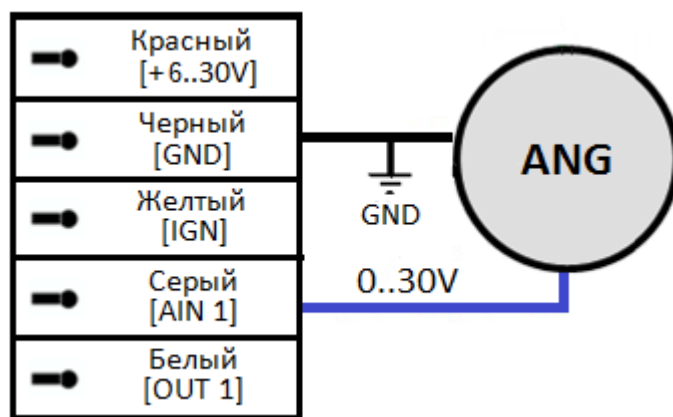 Красный
[+6..30V]
Черный
[GND]
Желтый
[IGN]
Серый
[AIN 1]
Белый
[OUT 1]
GND
0..30V
ANG